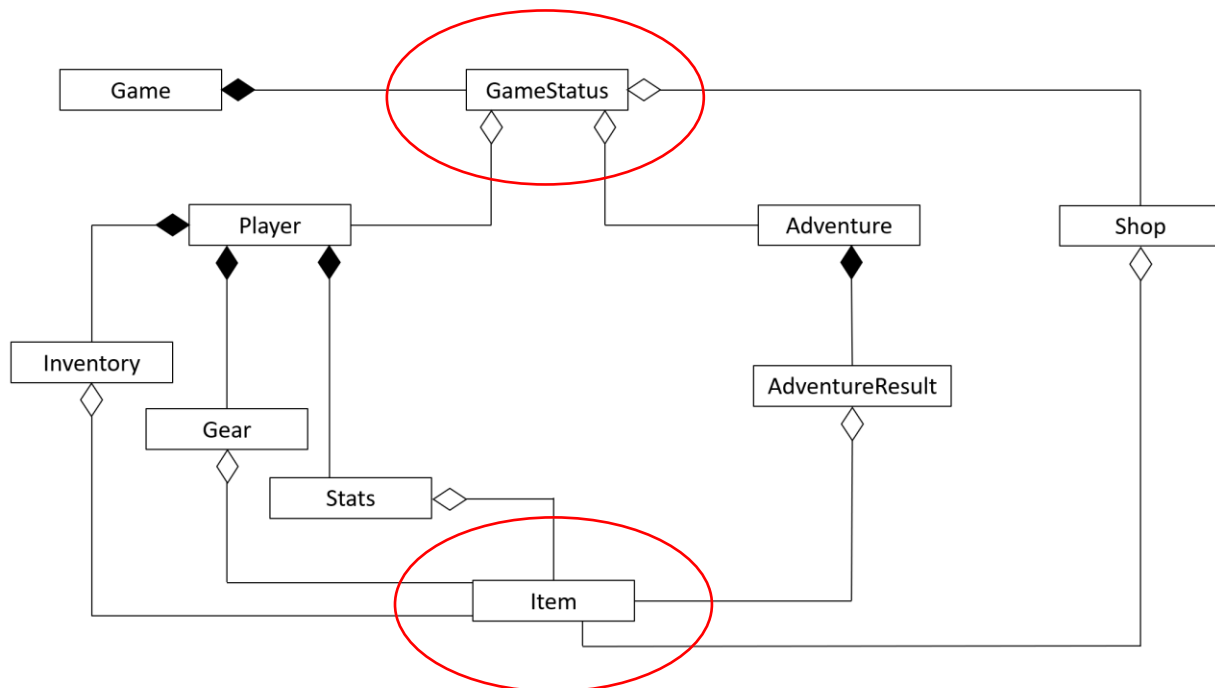 Game
GameStatus
Player
Adventure
Shop
Inventory
AdventureResult
Gear
Stats
Item